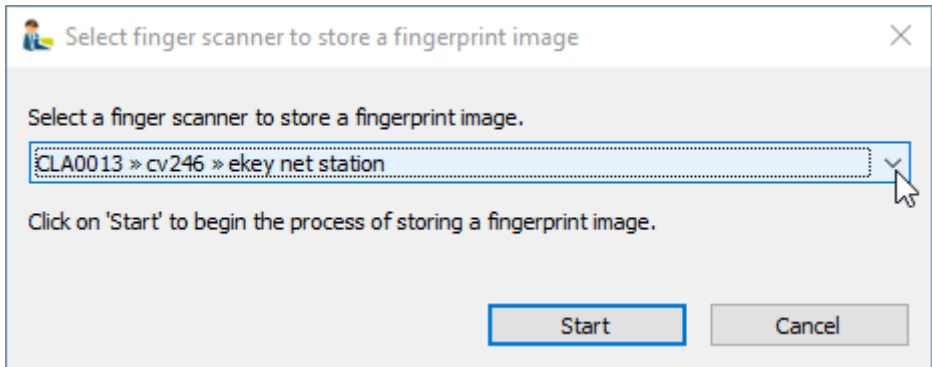 Select finger scanner to store a fingerprint image
Select a finger scanner to store a fingerprint image.
CLA0013 » cv246 » ekey net station
Click on 'Start' to begin the process of storing a fingerprint image.
Start Cancel